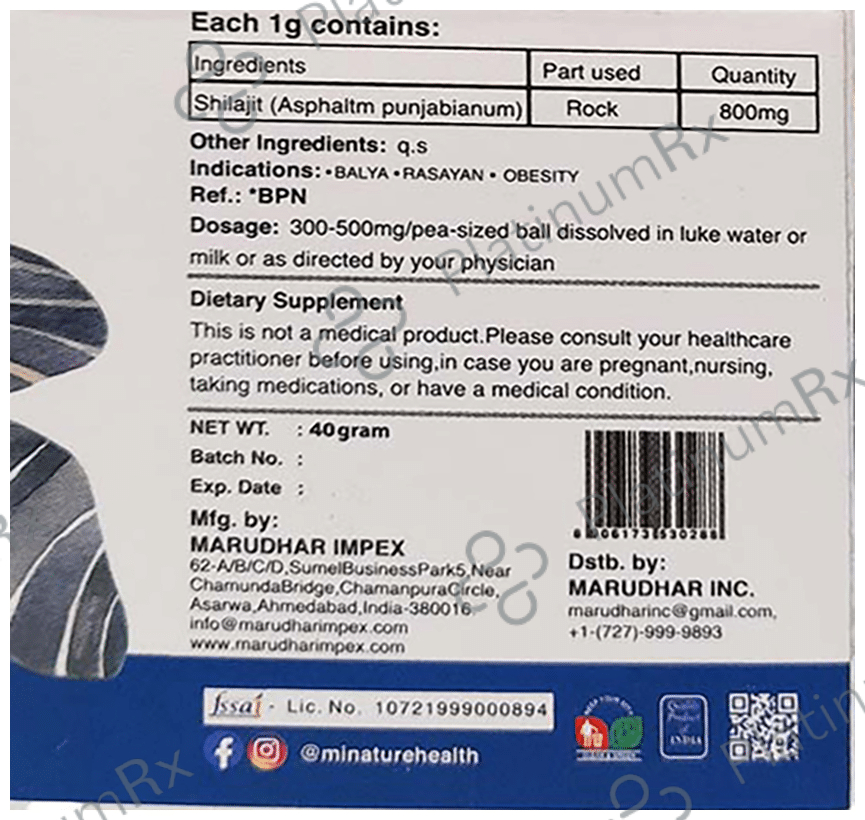 Each 1g contains:
Ingredients Part used Quantity
Shilajit (Asphaltm punjabianum) Rock 800mg
Other Ingredients: q.s
Indications: •BALYA •RASAYAN • OBESITY
Ref.: *BPN
Dosage: 300-500mg/pea-sized ball dissolved in luke water or
milk or as directed by your physician
Dietary Supplement
This is not a medical product.Please consult your healthcare
practitioner before using,in case you are pregnant,nursing,
taking medications, or have a medical condition.
NET WT. : 40gram
Batch No. :
Exp. Date :
Mfg. by:
MARUDHAR IMPEX
62-A/B/C/D,SumelBusinessPark5,Near
ChamundaBridge,ChamanpuraCircle,
Asarwa,Ahmedabad,India-380016
info@marudharimpex.com
www.marudharimpex.com
Dstb. by:
MARUDHAR INC.
marudharinc@gmail.com,
+1-(727)-999-9893
fssai - Lic. No. 10721999000894
@minaturehealth
INDIA
PlatinumRx